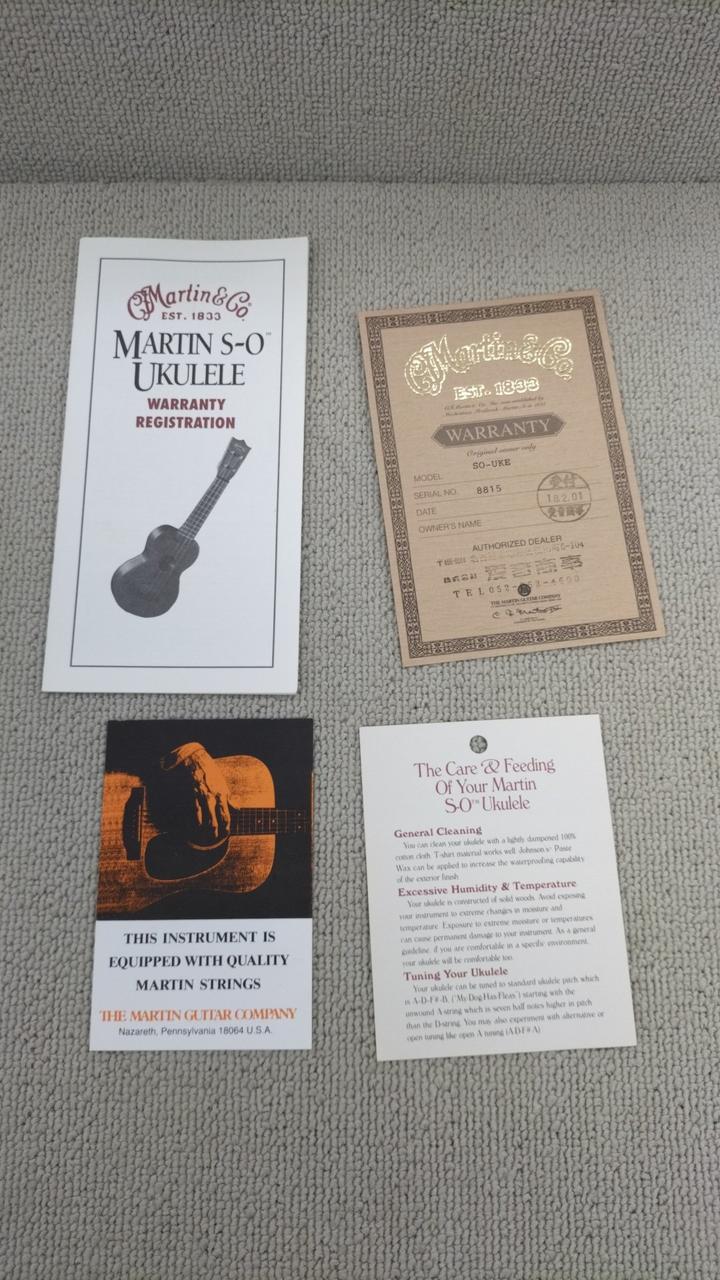 Martin & Co.
EST. 1833
MARTIN S-O™
UKULELE
WARRANTY
REGISTRATION
Martin & Co.
EST. 1833
WARRANTY
Original owner only
MODEL SO-UKE
SERIAL NO. 8815
DATE
OWNER'S NAME
受付
18.2.01
AUTHORIZED DEALER
TEL 052-
THE MARTIN GUITAR COMPANY
THIS INSTRUMENT IS
EQUIPPED WITH QUALITY
MARTIN STRINGS
THE MARTIN GUITAR COMPANY
Nazareth, Pennsylvania 18064 U.S.A.
The Care & Feeding
Of Your Martin
S-O™ Ukulele
General Cleaning
You can clean your ukulele with a lightly dampened 100%
cotton cloth. T-shirt material works well. Johnson's Paste
Wax can be applied to increase the waterproofing capability
of the exterior finish
Excessive Humidity & Temperature
Your ukulele is constructed of solid woods. Avoid exposing
your instrument to extreme changes in moisture and
temperature. Exposure to extreme moisture or temperatures
can cause permanent damage to your instrument. As a general
guideline, if you are comfortable in a specific environment,
your ukulele will be comfortable too.
Tuning Your Ukulele
Your ukulele can be tuned to standard ukulele pitch which
is A-D-F#-B, ("My Dog Has Fleas") starting with the
unwound A-string which is seven half notes higher in pitch
than the D-string. You may also experiment with alternative or
open tuning like open A tuning (A-D-F#-A)